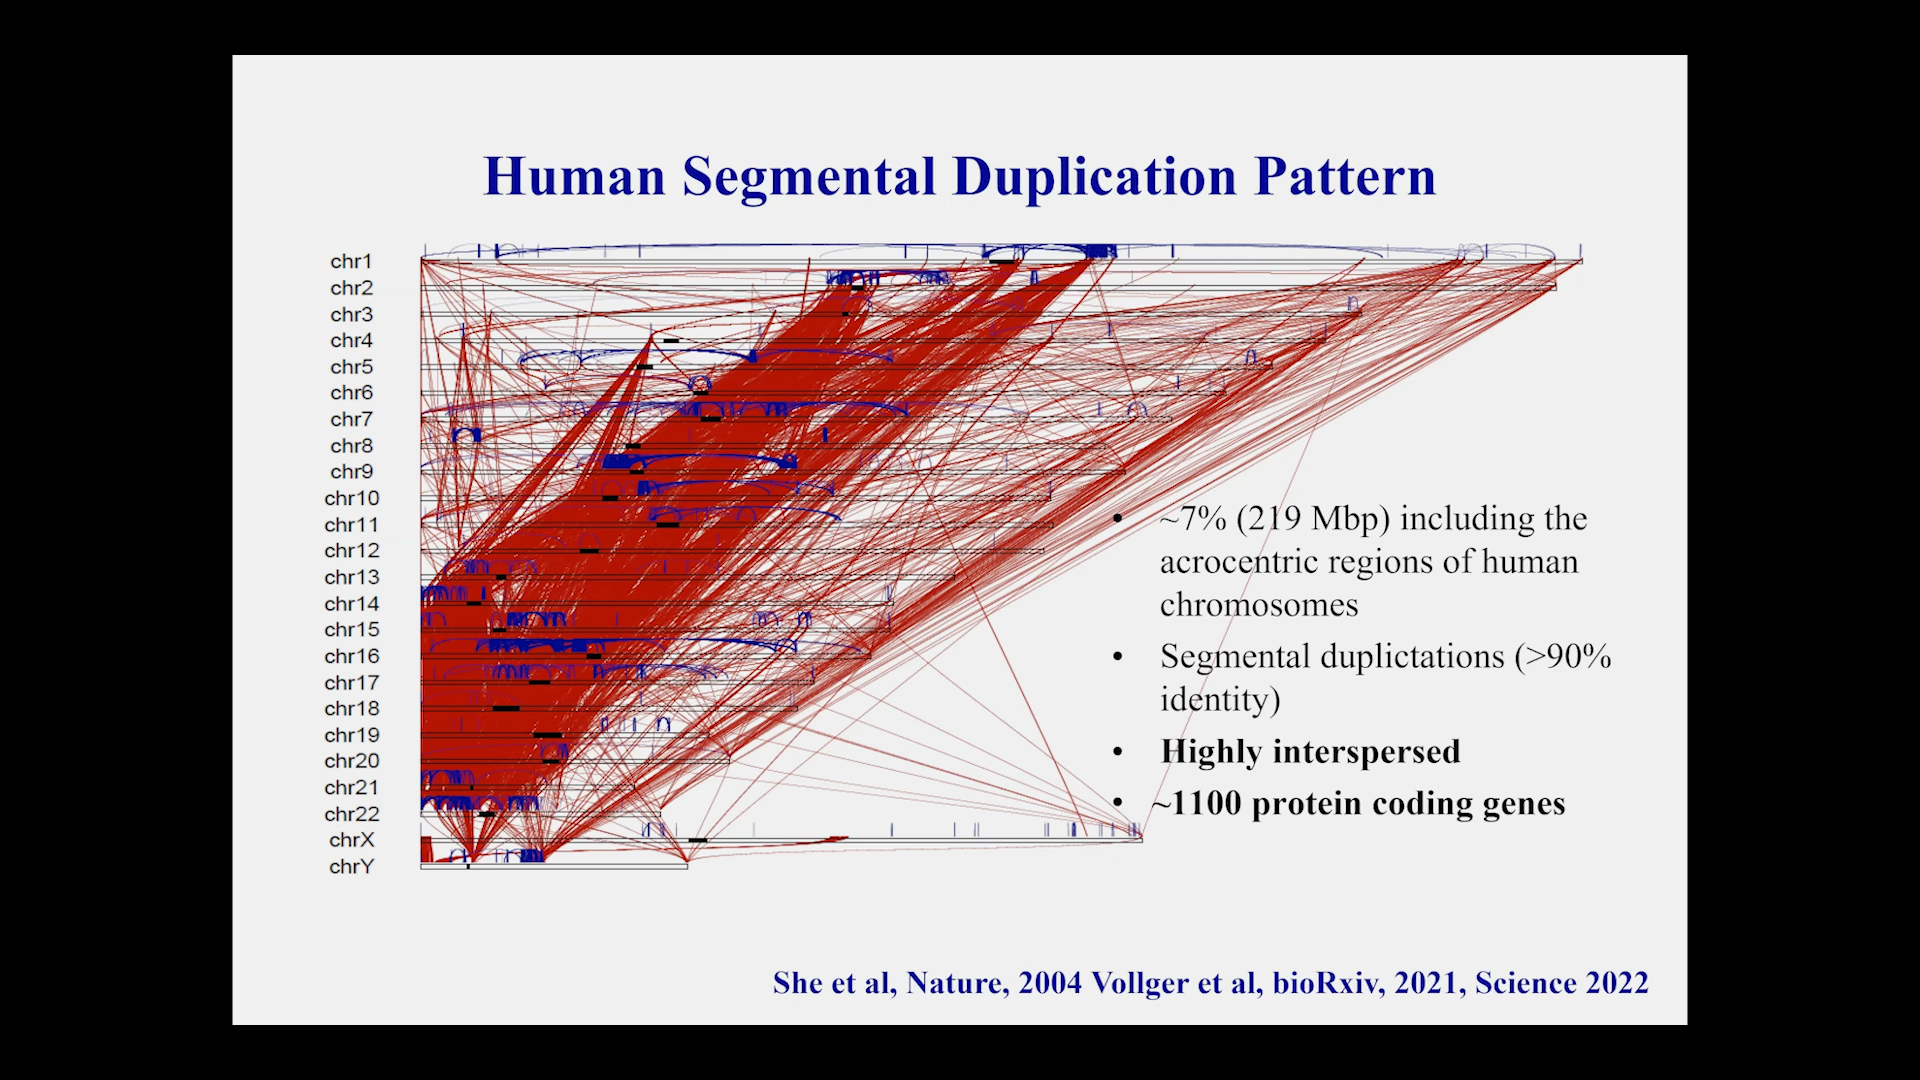 Human Segmental Duplication Pattern
chr1
chr2
chr3
chr4
chr5
chr6
chr7
chr8
chr9
chr10
chr11
chr12
chr13
chr14
chr15
chr16
chr17
chr18
chr19
chr20
chr21
chr22
chrX
chrY
• ~7% (219 Mbp) including the
acrocentric regions of human
chromosomes
• Segmental duplictations (>90%
identity)
• Highly interspersed
• ~1100 protein coding genes
She et al, Nature, 2004 Vollger et al, bioRxiv, 2021, Science 2022